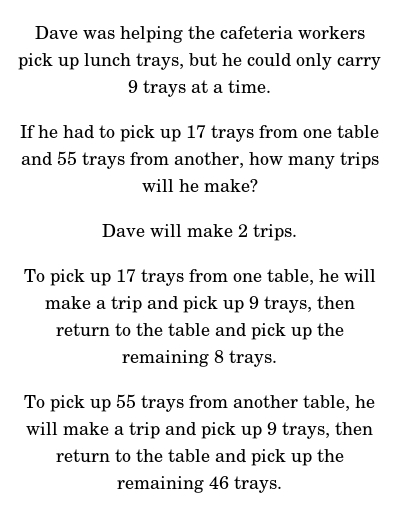 Dave was helping the cafeteria workers
pick up lunch trays, but he could only carry
9 trays at a time.
If he had to pick up 17 trays from one table
and 55 trays from another, how many trips
will he make?
Dave will make 2 trips.
To pick up 17 trays from one table, he will
make a trip and pick up 9 trays, then
return to the table and pick up the
remaining 8 trays.
To pick up 55 trays from another table, he
will make a trip and pick up 9 trays, then
return to the table and pick up the
remaining 46 trays.